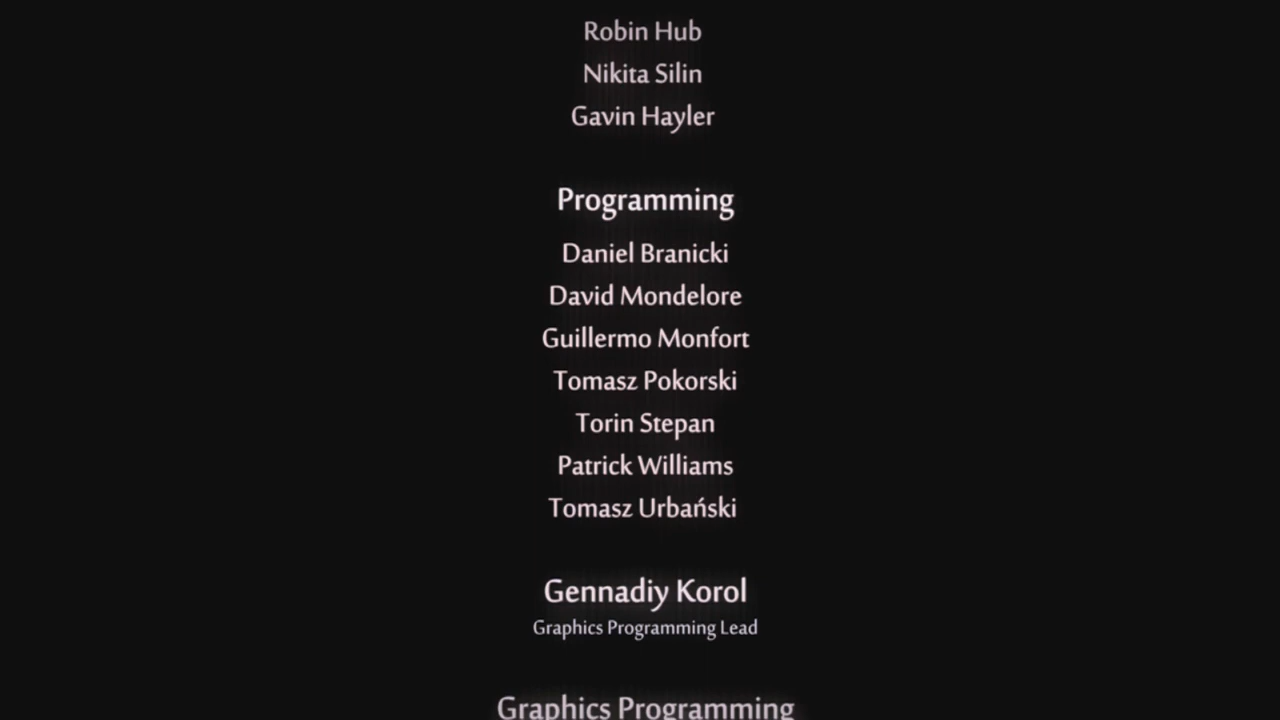 Robin Hub
Nikita Silin
Gavin Hayler
Programming
Daniel Branicki
David Mondelore
Guillermo Monfort
Tomasz Pokorski
Torin Stepan
Patrick Williams
Tomasz Urbański
Gennadiy Korol
Graphics Programming Lead
Graphics Programming